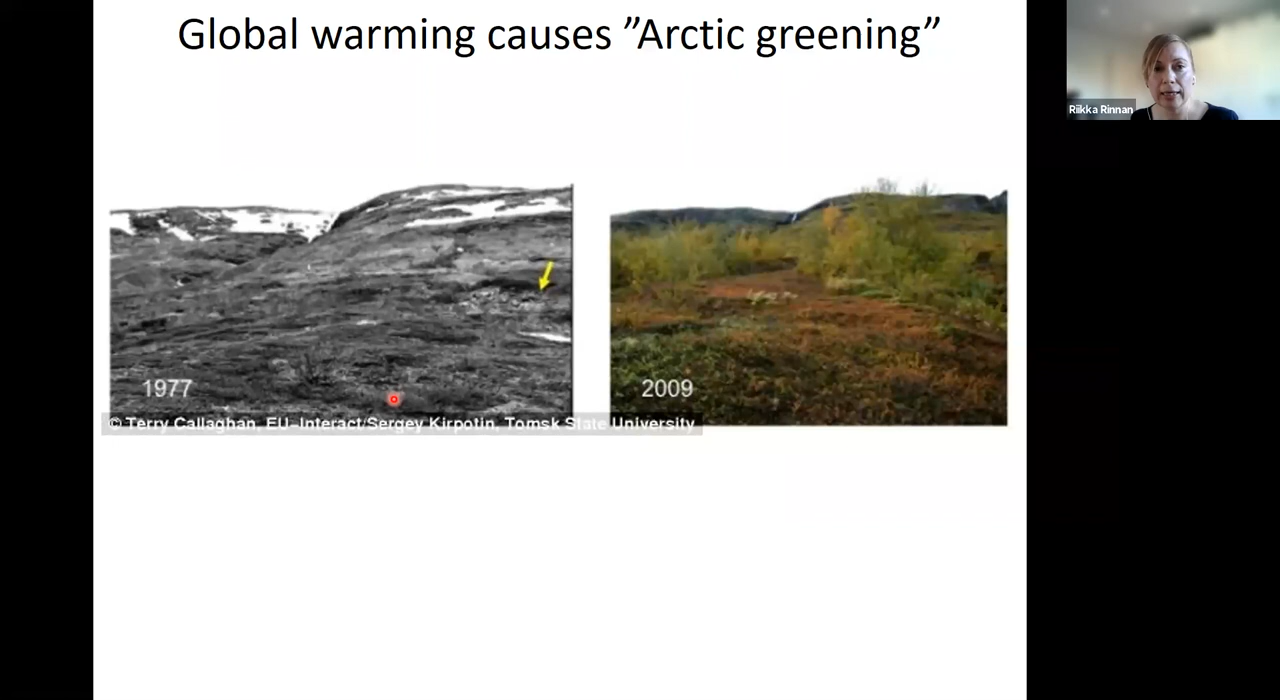 Global warming causes ”Arctic greening”
Riikka Rinnan
1977
2009
© Terry Callaghan, EU-Interact/Sergey Kirpotin, Tomsk State University